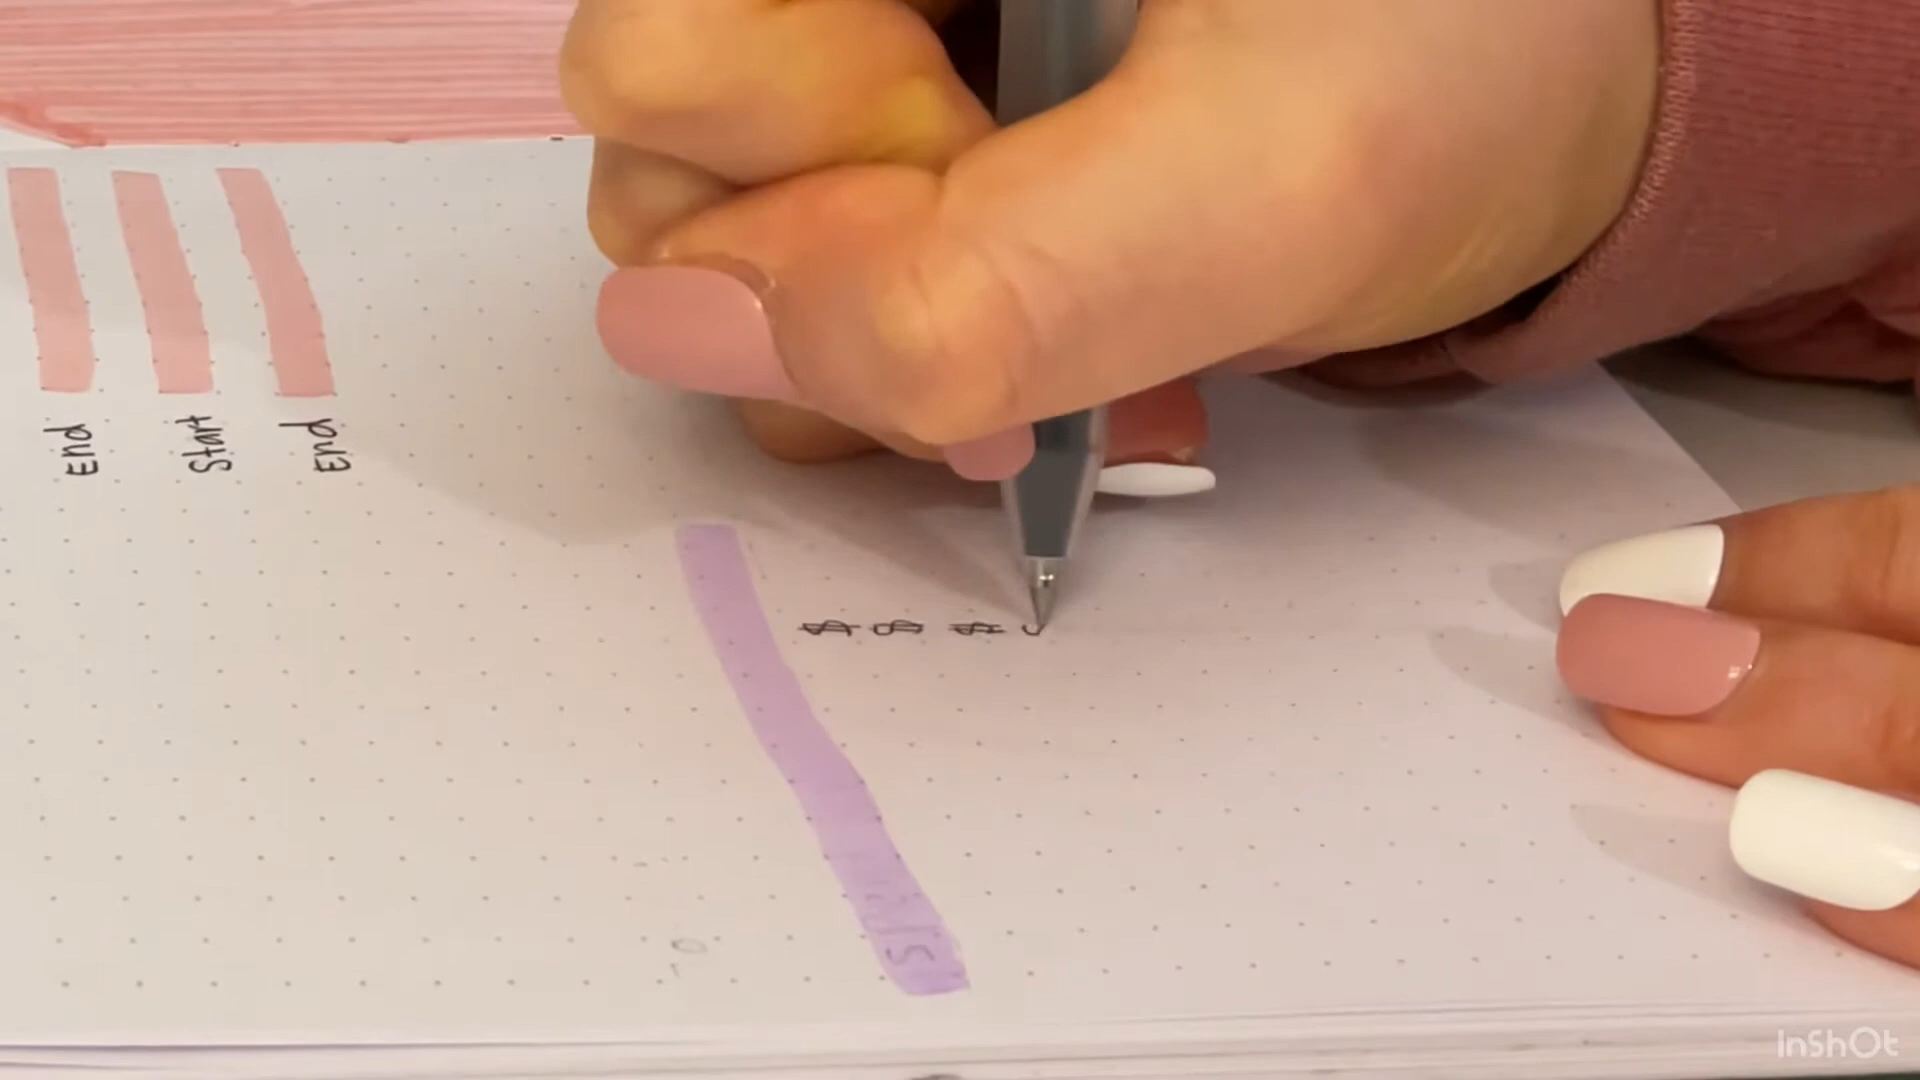 End
Start
End
$ $ $
InShOt